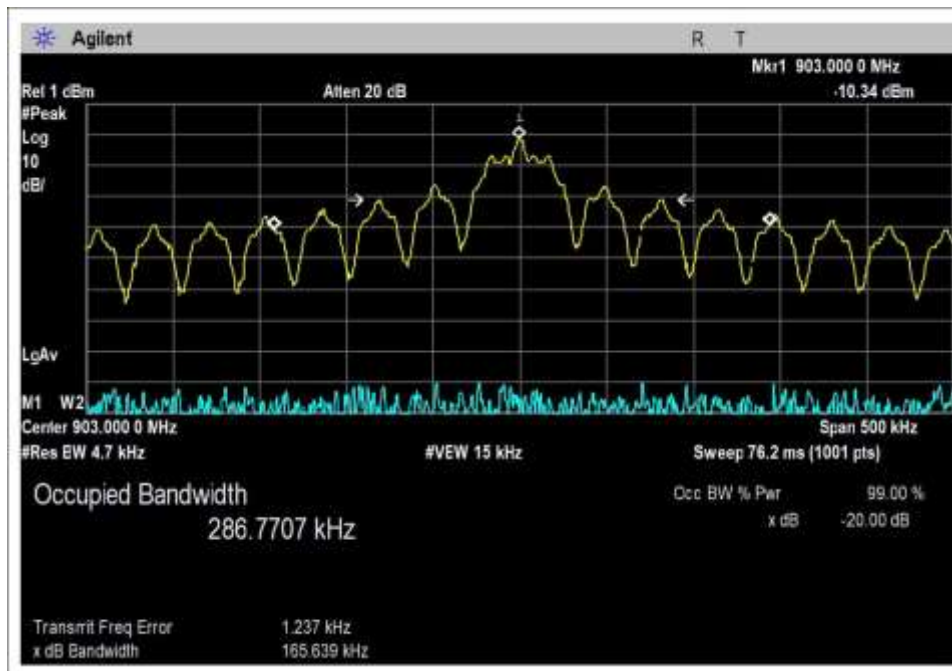 Agilent R T
Mkr1 903.000 0 MHz
Ref 1 dBm Atten 20 dB -10.34 dBm
#Peak
Log
10
dB/
1
LgAv
M1 W2
Center 903.000 0 MHz Span 500 kHz
#Res BW 4.7 kHz #VBW 15 kHz Sweep 76.2 ms (1001 pts)
Occupied Bandwidth Occ BW % Pwr 99.00 %
286.7707 kHz x dB -20.00 dB
Transmit Freq Error 1.237 kHz
x dB Bandwidth 165.639 kHz